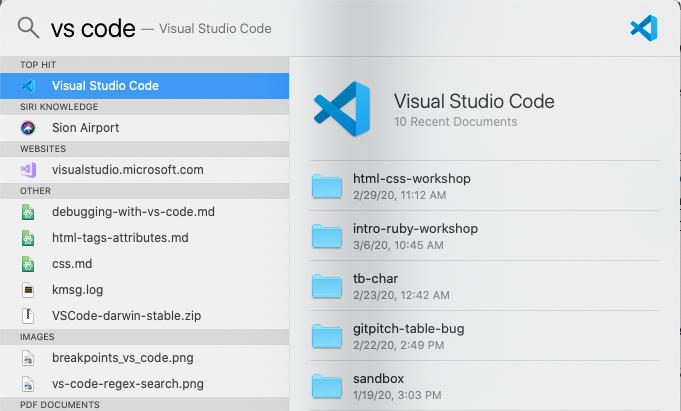 vs code — Visual Studio Code
TOP HIT
Visual Studio Code
SIRI KNOWLEDGE
Sion Airport
WEBSITES
visualstudio.microsoft.com
OTHER
debugging-with-vs-code.md
html-tags-attributes.md
css.md
kmsg.log
VSCode-darwin-stable.zip
IMAGES
breakpoints_vs_code.png
vs-code-regex-search.png
PDF DOCUMENTS
Visual Studio Code
10 Recent Documents
html-css-workshop
2/29/20, 11:12 AM
intro-ruby-workshop
3/6/20, 10:45 AM
tb-char
2/23/20, 12:42 AM
gitpitch-table-bug
2/22/20, 2:49 PM
sandbox
1/19/20, 3:03 PM